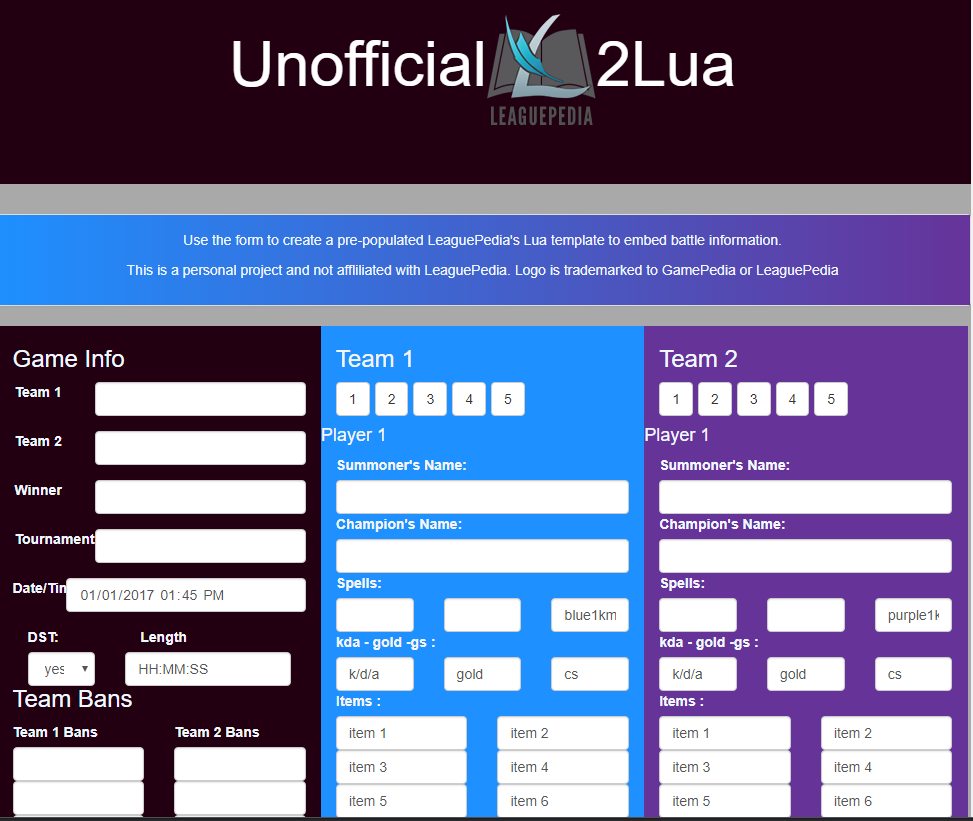 Unofficial 2Lua
LEAGUEPEDIA
Use the form to create a pre-populated LeaguePedia's Lua template to embed battle information.
This is a personal project and not affliliated with LeaguePedia. Logo is trademarked to GamePedia or LeaguePedia
Game Info
Team 1
Team 2
Winner
Tournament
Date/Tin
01/01/2017 01:45 PM
DST:
Length
yes
HH:MM:SS
Team Bans
Team 1 Bans
Team 2 Bans
Team 1
1 2 3 4 5
Player 1
Summoner's Name:
Champion's Name:
Spells:
blue1km
kda - gold -gs :
k/d/a
gold
cs
Items :
item 1
item 2
item 3
item 4
item 5
item 6
Team 2
1 2 3 4 5
Player 1
Summoner's Name:
Champion's Name:
Spells:
purple1k
kda - gold -gs :
k/d/a
gold
cs
Items :
item 1
item 2
item 3
item 4
item 5
item 6